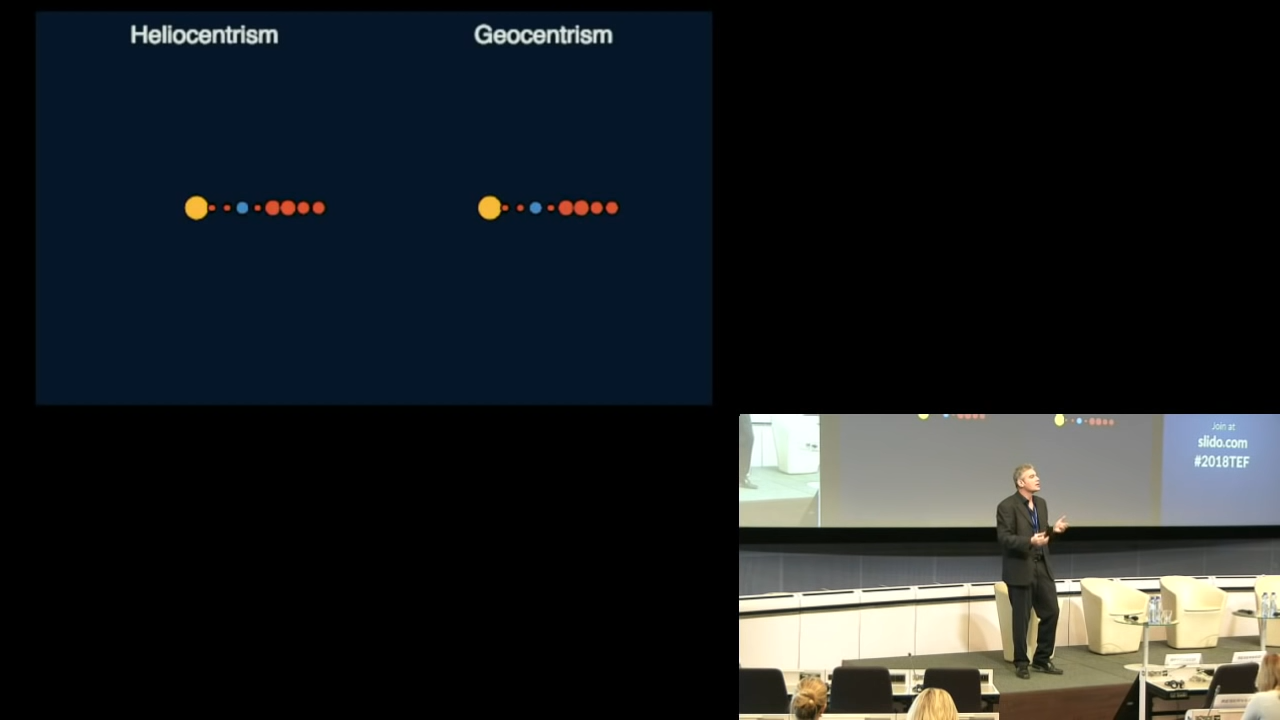 Heliocentrism
Geocentrism
Join at
slido.com
#2018TEF